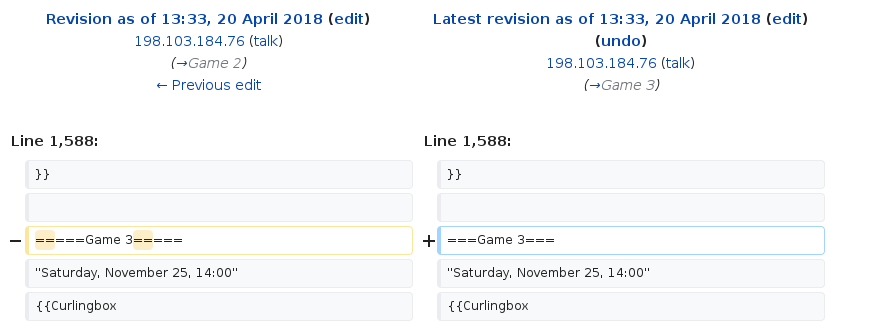 Revision as of 13:33, 20 April 2018 (edit)
198.103.184.76 (talk)
(→Game 2)
← Previous edit
Latest revision as of 13:33, 20 April 2018 (edit)
(undo)
198.103.184.76 (talk)
(→Game 3)
Line 1,588:
Line 1,588:
}}
}}
− =====Game 3=====
+ ===Game 3===
"Saturday, November 25, 14:00"
"Saturday, November 25, 14:00"
{{Curlingbox
{{Curlingbox